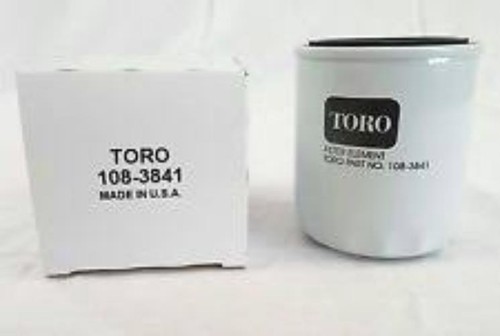 TORO
108-3841
MADE IN U.S.A.
TORO
FILTER ELEMENT
TORO PART NO. 108-3841